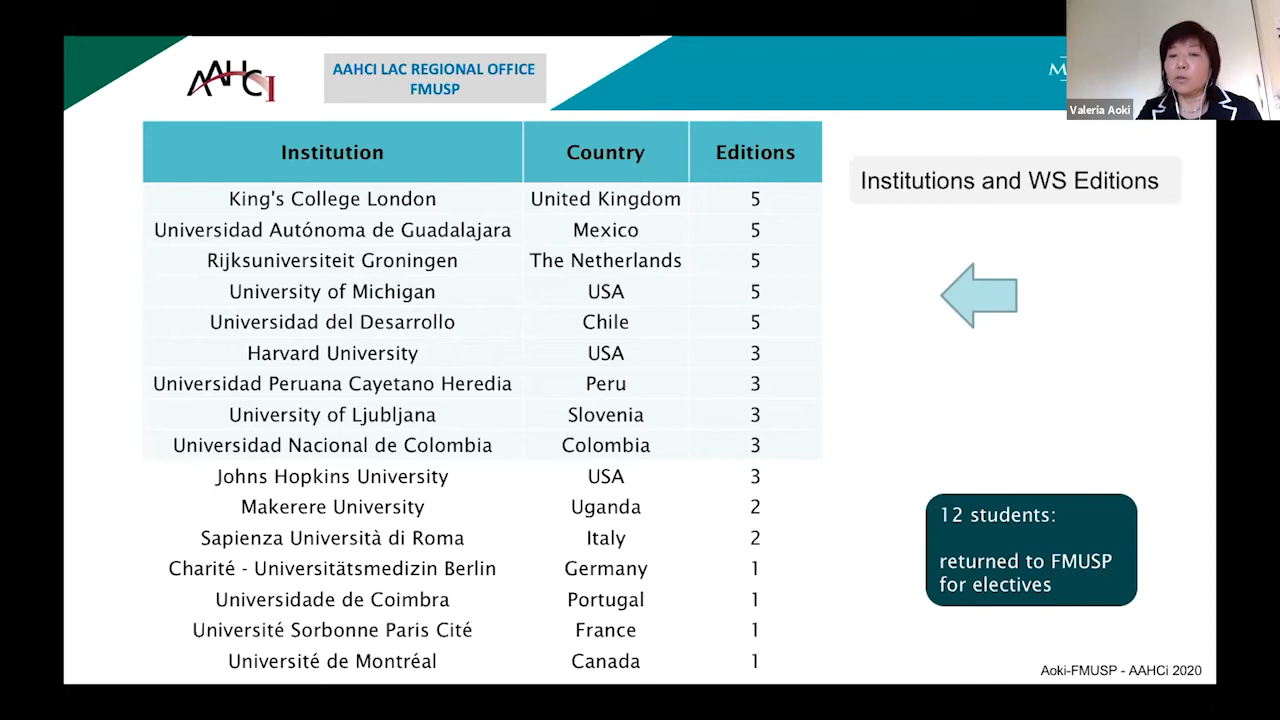 AAHCI
AAHCI LAC REGIONAL OFFICE
FMUSP
Valeria Aoki
Institution Country Editions
King's College London United Kingdom 5
Universidad Autónoma de Guadalajara Mexico 5
Rijksuniversiteit Groningen The Netherlands 5
University of Michigan USA 5
Universidad del Desarrollo Chile 5
Harvard University USA 3
Universidad Peruana Cayetano Heredia Peru 3
University of Ljubljana Slovenia 3
Universidad Nacional de Colombia Colombia 3
Johns Hopkins University USA 3
Makerere University Uganda 2
Sapienza Università di Roma Italy 2
Charité - Universitätsmedizin Berlin Germany 1
Universidade de Coimbra Portugal 1
Université Sorbonne Paris Cité France 1
Université de Montréal Canada 1
Institutions and WS Editions
12 students:
returned to FMUSP
for electives
Aoki-FMUSP - AAHCi 2020